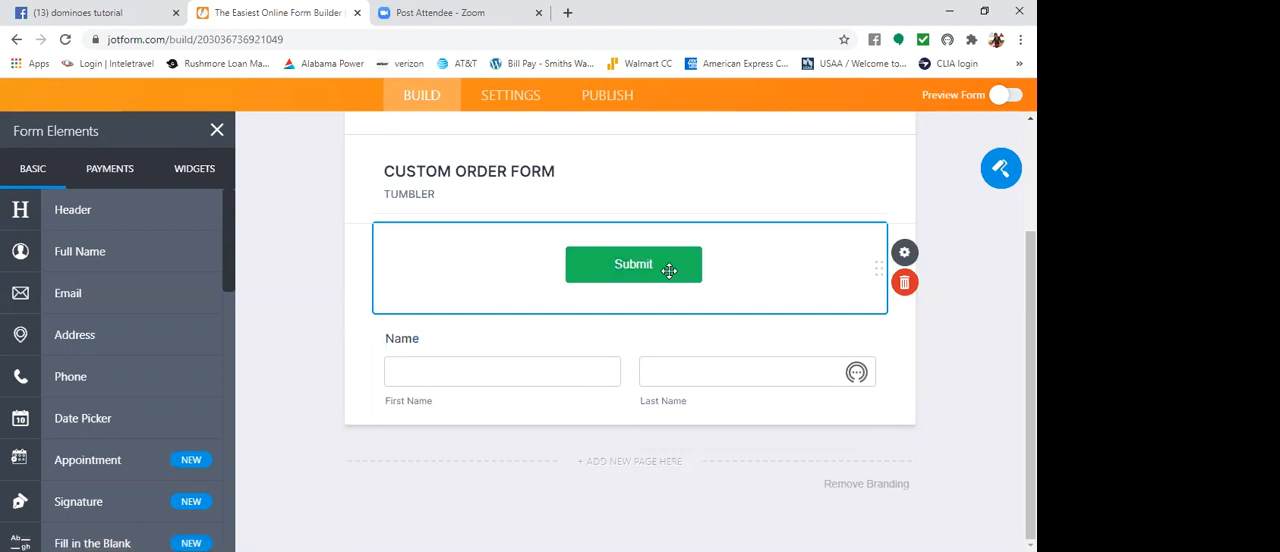 (13) dominoes tutorial
The Easiest Online Form Builder
Post Attendee - Zoom
jotform.com/build/203036736921049
Apps
Login | Inteletravel
Rushmore Loan Ma...
Alabama Power
verizon
AT&T
Bill Pay - Smiths Wa...
Walmart CC
American Express C...
USAA / Welcome to...
CLIA login
BUILD
SETTINGS
PUBLISH
Preview Form
Form Elements
BASIC
PAYMENTS
WIDGETS
H Header
Full Name
Email
Address
Phone
10 Date Picker
Appointment NEW
Signature NEW
Ab gh Fill in the Blank NEW
CUSTOM ORDER FORM
TUMBLER
Submit
Name
First Name
Last Name
+ ADD NEW PAGE HERE
Remove Branding